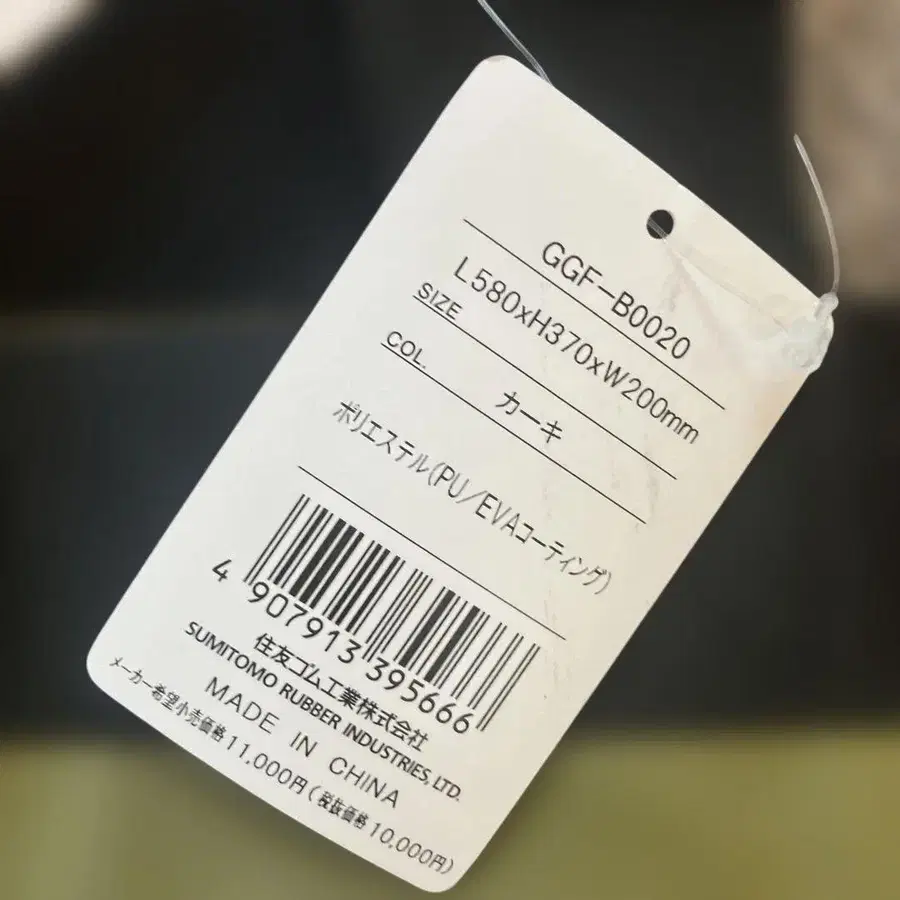 GGF-B0020
L580xH370xW200mm
SIZE
カーキ
COL.
ポリエステル(PU/EVAコーティング)
4 907913 395666
住友ゴム工業株式会社
SUMITOMO RUBBER INDUSTRIES, LTD.
MADE IN CHINA
メーカー希望小売価格11,000円(税抜価格10,000円)